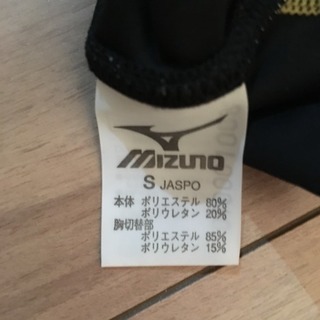 MIZUNO
S JASPO
本体 ポリエステル 80%
ポリウレタン 20%
胸切替部
ポリエステル 85%
ポリウレタン 15%